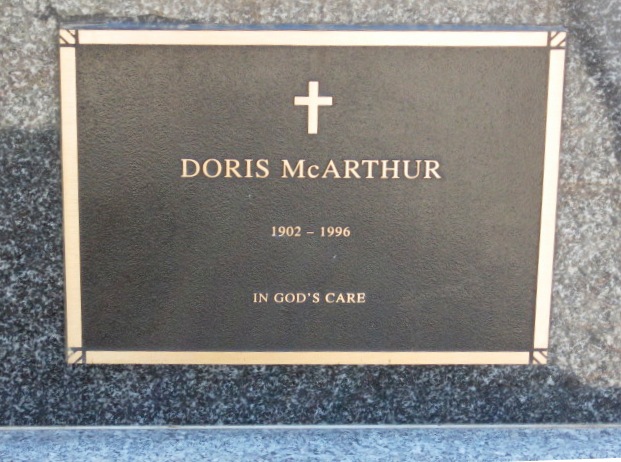 DORIS McARTHUR
1902 – 1996
IN GOD'S CARE